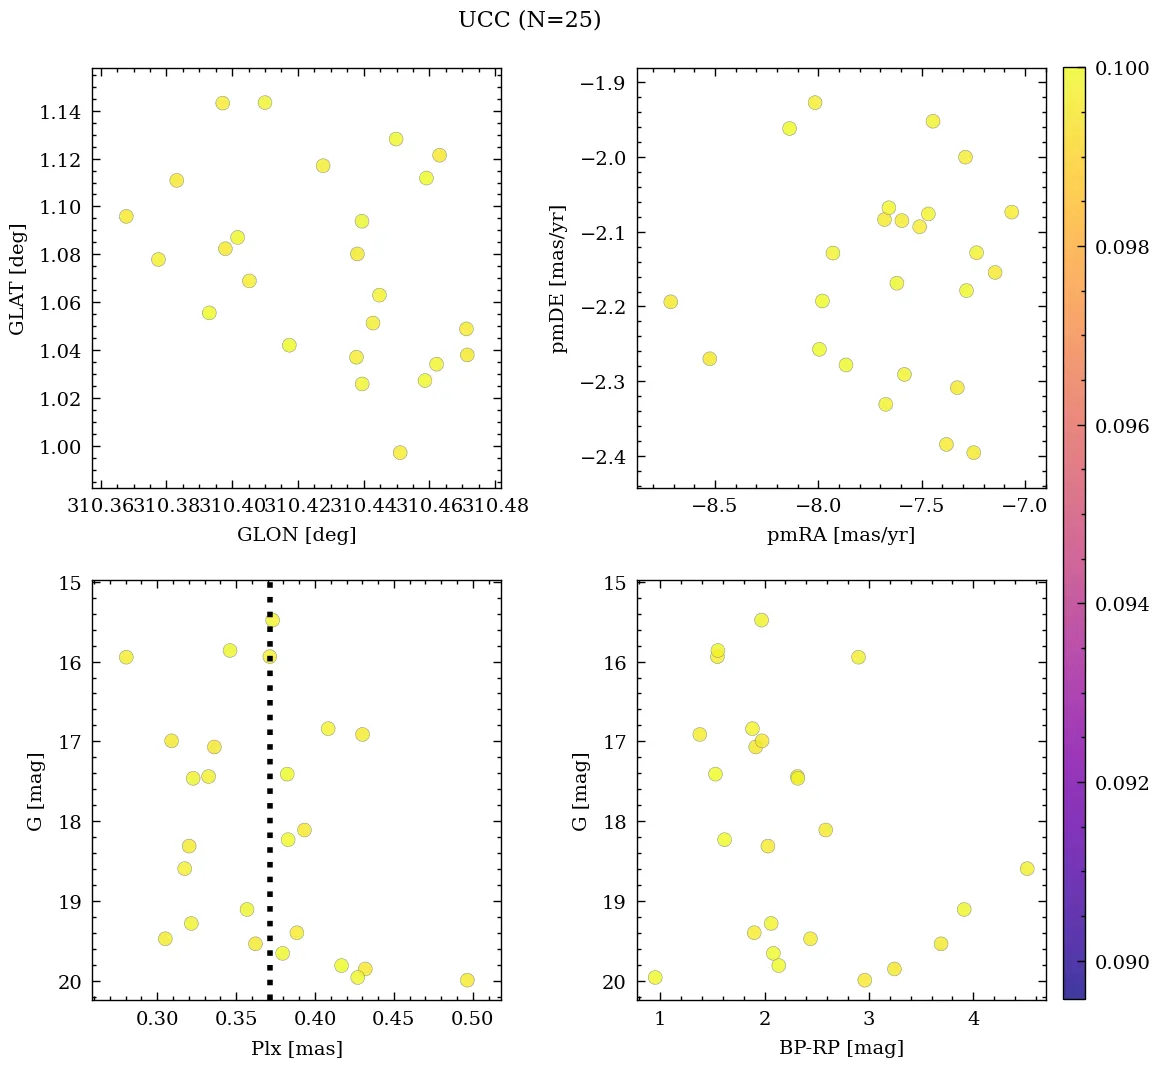 UCC (N=25)
1.14
1.12
1.10
1.08
1.06
1.04
1.02
1.00
GLAT [deg]
310.36 310.38 310.40 310.42 310.44 310.46 310.48
GLON [deg]
−1.9
−2.0
−2.1
−2.2
−2.3
−2.4
pmDE [mas/yr]
−8.5 −8.0 −7.5 −7.0
pmRA [mas/yr]
0.100
0.098
0.096
0.094
0.092
0.090
15
16
17
18
19
20
G [mag]
0.30 0.35 0.40 0.45 0.50
Plx [mas]
15
16
17
18
19
20
G [mag]
1 2 3 4
BP-RP [mag]